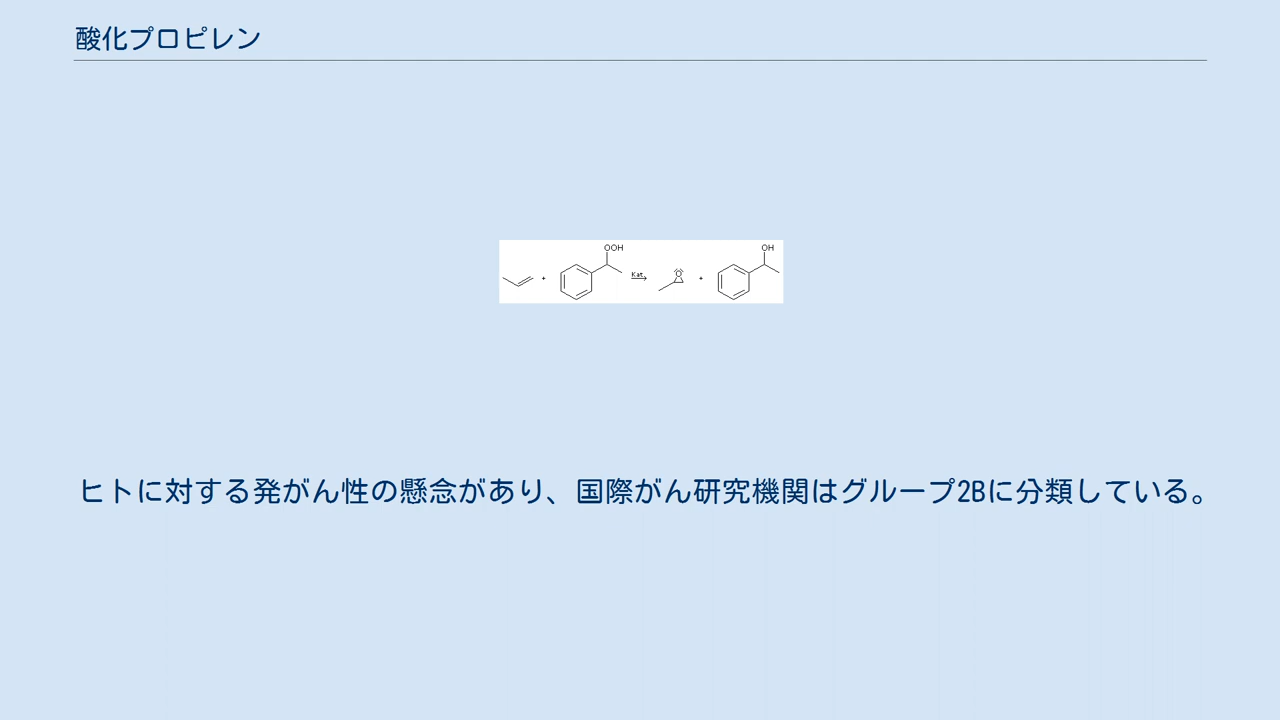 酸化プロピレン
OOH
OH
+ Kat. O +
ヒトに対する発がん性の懸念があり、国際がん研究機関はグループ2Bに分類している。